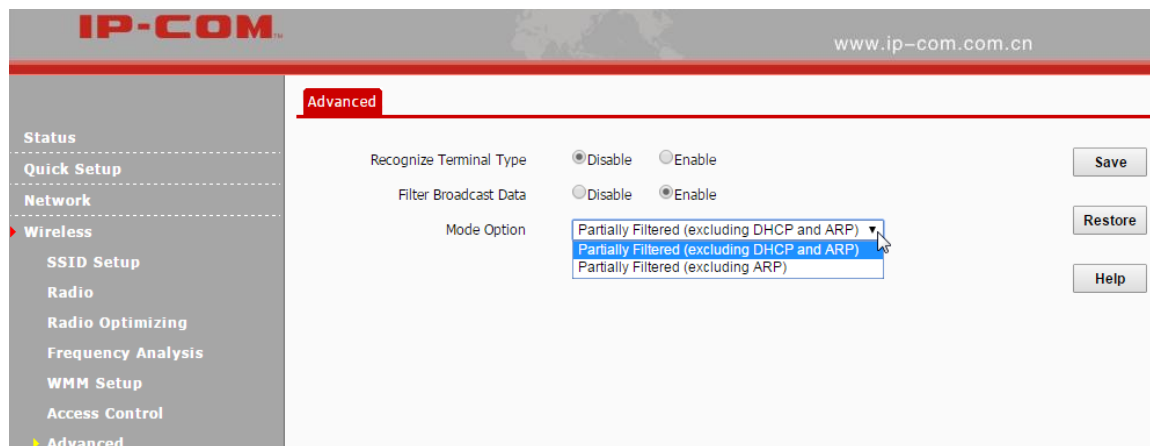 IP-COM™
www.ip-com.com.cn
Advanced
Status
Quick Setup
Network
Wireless
SSID Setup
Radio
Radio Optimizing
Frequency Analysis
WMM Setup
Access Control
Advanced
Recognize Terminal Type Disable Enable
Filter Broadcast Data Disable Enable
Mode Option Partially Filtered (excluding DHCP and ARP)
Partially Filtered (excluding DHCP and ARP)
Partially Filtered (excluding ARP)
Save
Restore
Help